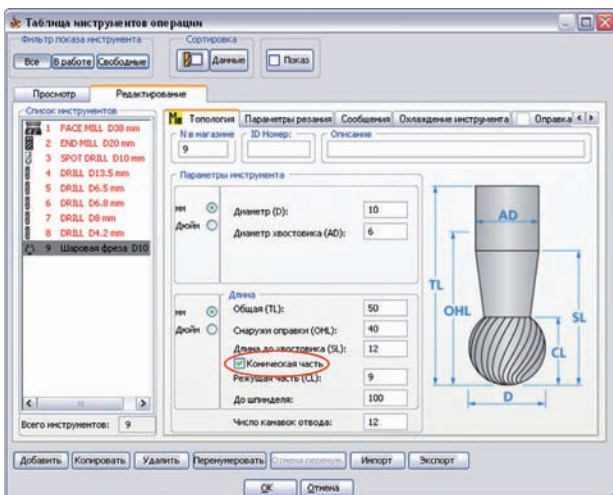 Таблица инструментов операции
Фильтр показа инструмента
Сортировка
Все В работе Свободные
Данные
Показ
Просмотр Редактирование
Список инструментов
1 FACE MILL D38 mm
2 END MILL D20 mm
3 SPOT DRILL D10 mm
4 DRILL D13.5 mm
5 DRILL D6.5 mm
6 DRILL D6.8 mm
7 DRILL D8 mm
8 DRILL D4.2 mm
9 Шаровая фреза D10
Всего инструментов: 9
Топология Параметры резания Сообщения Охлаждение инструмента Оправка
N в магазине ID Номер: Описание
9
Параметры инструмента
мм
Дюйм
Диаметр (D): 10
Диаметр хвостовика (AD): 6
Длина
мм
Дюйм
Общая (TL): 50
Снаружи оправки (OHL): 40
Длина до хвостовика (SL): 12
Коническая часть
Режущая часть (CL): 9
До шпинделя: 100
Число канавок отвода: 12
AD
TL
OHL
SL
CL
D
Добавить Копировать Удалить Перенумеровать Отмена перенум. Импорт Экспорт
OK Отмена